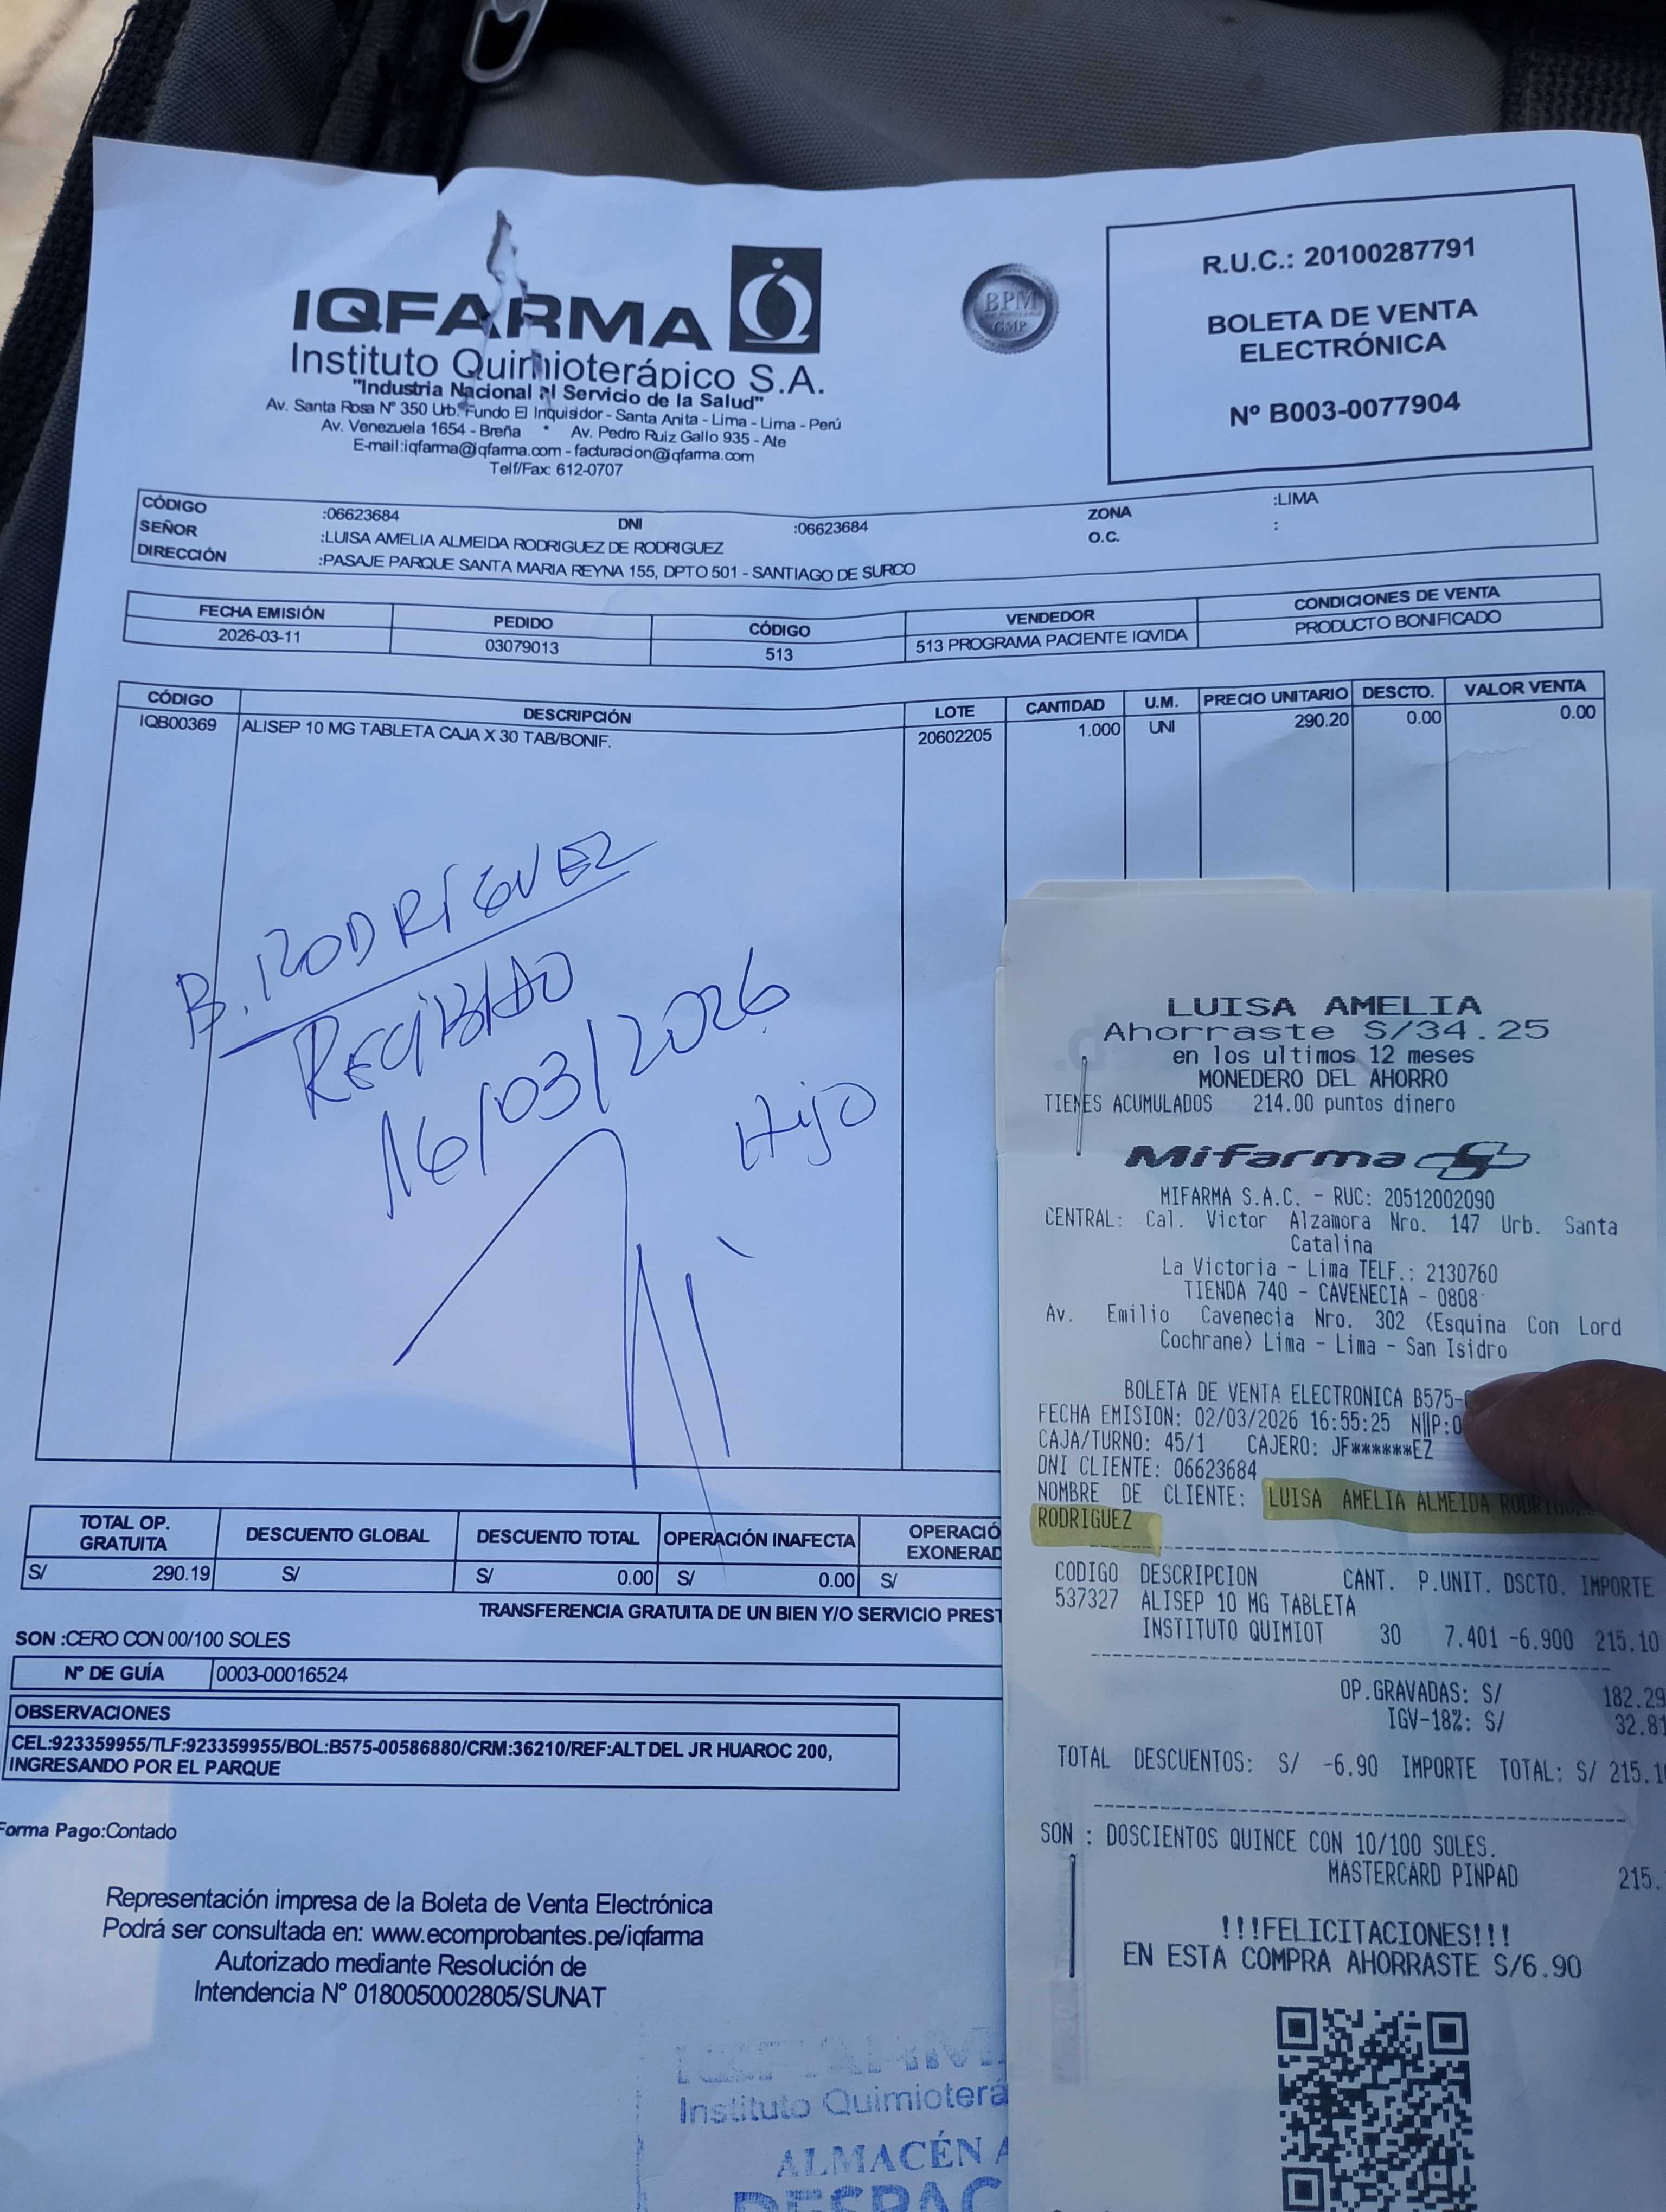 IQFARMA
Instituto Quimioterápico S.A.
"Industria Nacional al Servicio de la Salud"
Av. Santa Rosa N° 350 Urb. Fundo El Inquisidor - Santa Anita - Lima - Lima - Perú
Av. Venezuela 1654 - Breña * Av. Pedro Ruiz Gallo 935 - Ate
E-mail:iqfarma@iqfarma.com - facturacion@iqfarma.com
Telf/Fax: 612-0707
BPM
GMP
R.U.C.: 20100287791
BOLETA DE VENTA
ELECTRÓNICA
Nº B003-0077904
CÓDIGO :06623684 DNI :06623684 ZONA :LIMA
SEÑOR :LUISA AMELIA ALMEIDA RODRIGUEZ DE RODRIGUEZ O.C. :
DIRECCIÓN :PASAJE PARQUE SANTA MARIA REYNA 155, DPTO 501 - SANTIAGO DE SURCO
FECHA EMISIÓN PEDIDO CÓDIGO VENDEDOR CONDICIONES DE VENTA
2026-03-11 03079013 513 513 PROGRAMA PACIENTE IQVIDA PRODUCTO BONIFICADO
CÓDIGO DESCRIPCIÓN LOTE CANTIDAD U.M. PRECIO UNITARIO DESCTO. VALOR VENTA
IQB00369 ALISEP 10 MG TABLETA CAJA X 30 TAB/BONIF. 20602205 1.000 UNI 290.20 0.00 0.00
B. RODRÍGUEZ
RECIBIDO
16/03/2026
HIJO
TOTAL OP. GRATUITA DESCUENTO GLOBAL DESCUENTO TOTAL OPERACIÓN INAFECTA OPERACIÓ
EXONERAD
S/ 290.19 S/ S/ 0.00 S/ 0.00 S/
TRANSFERENCIA GRATUITA DE UN BIEN Y/O SERVICIO PREST
SON :CERO CON 00/100 SOLES
Nº DE GUÍA 0003-00016524
OBSERVACIONES
CEL:923359955/TLF:923359955/BOL:B575-00586880/CRM:36210/REF:ALT DEL JR HUAROC 200,
INGRESANDO POR EL PARQUE
Forma Pago:Contado
Representación impresa de la Boleta de Venta Electrónica
Podrá ser consultada en: www.ecomprobantes.pe/iqfarma
Autorizado mediante Resolución de
Intendencia Nº 0180050002805/SUNAT
Instituto Quimioterá
ALMACÉN A
DESPAC
LUISA AMELIA
Ahorraste S/34.25
en los ultimos 12 meses
MONEDERO DEL AHORRO
TIENES ACUMULADOS 214.00 puntos dinero
Mifarma
MIFARMA S.A.C. - RUC: 20512002090
CENTRAL: Cal. Victor Alzamora Nro. 147 Urb. Santa
Catalina
La Victoria - Lima TELF.: 2130760
TIENDA 740 - CAVENECIA - 0808
Av. Emilio Cavenecia Nro. 302 (Esquina Con Lord
Cochrane) Lima - Lima - San Isidro
BOLETA DE VENTA ELECTRONICA B575-
FECHA EMISION: 02/03/2026 16:55:25
CAJA/TURNO: 45/1 CAJERO: JF******EZ
DNI CLIENTE: 06623684
NOMBRE DE CLIENTE: LUISA AMELIA ALMEIDA
RODRIGUEZ
CODIGO DESCRIPCION CANT. P.UNIT. DSCTO. IMPORTE
537327 ALISEP 10 MG TABLETA
INSTITUTO QUIMIOT 30 7.401 -6.900 215.10
OP.GRAVADAS: S/ 182.29
IGV-18%: S/ 32.81
TOTAL DESCUENTOS: S/ -6.90 IMPORTE TOTAL: S/ 215.1
SON : DOSCIENTOS QUINCE CON 10/100 SOLES.
MASTERCARD PINPAD 215.
!!!FELICITACIONES!!!
EN ESTA COMPRA AHORRASTE S/6.90